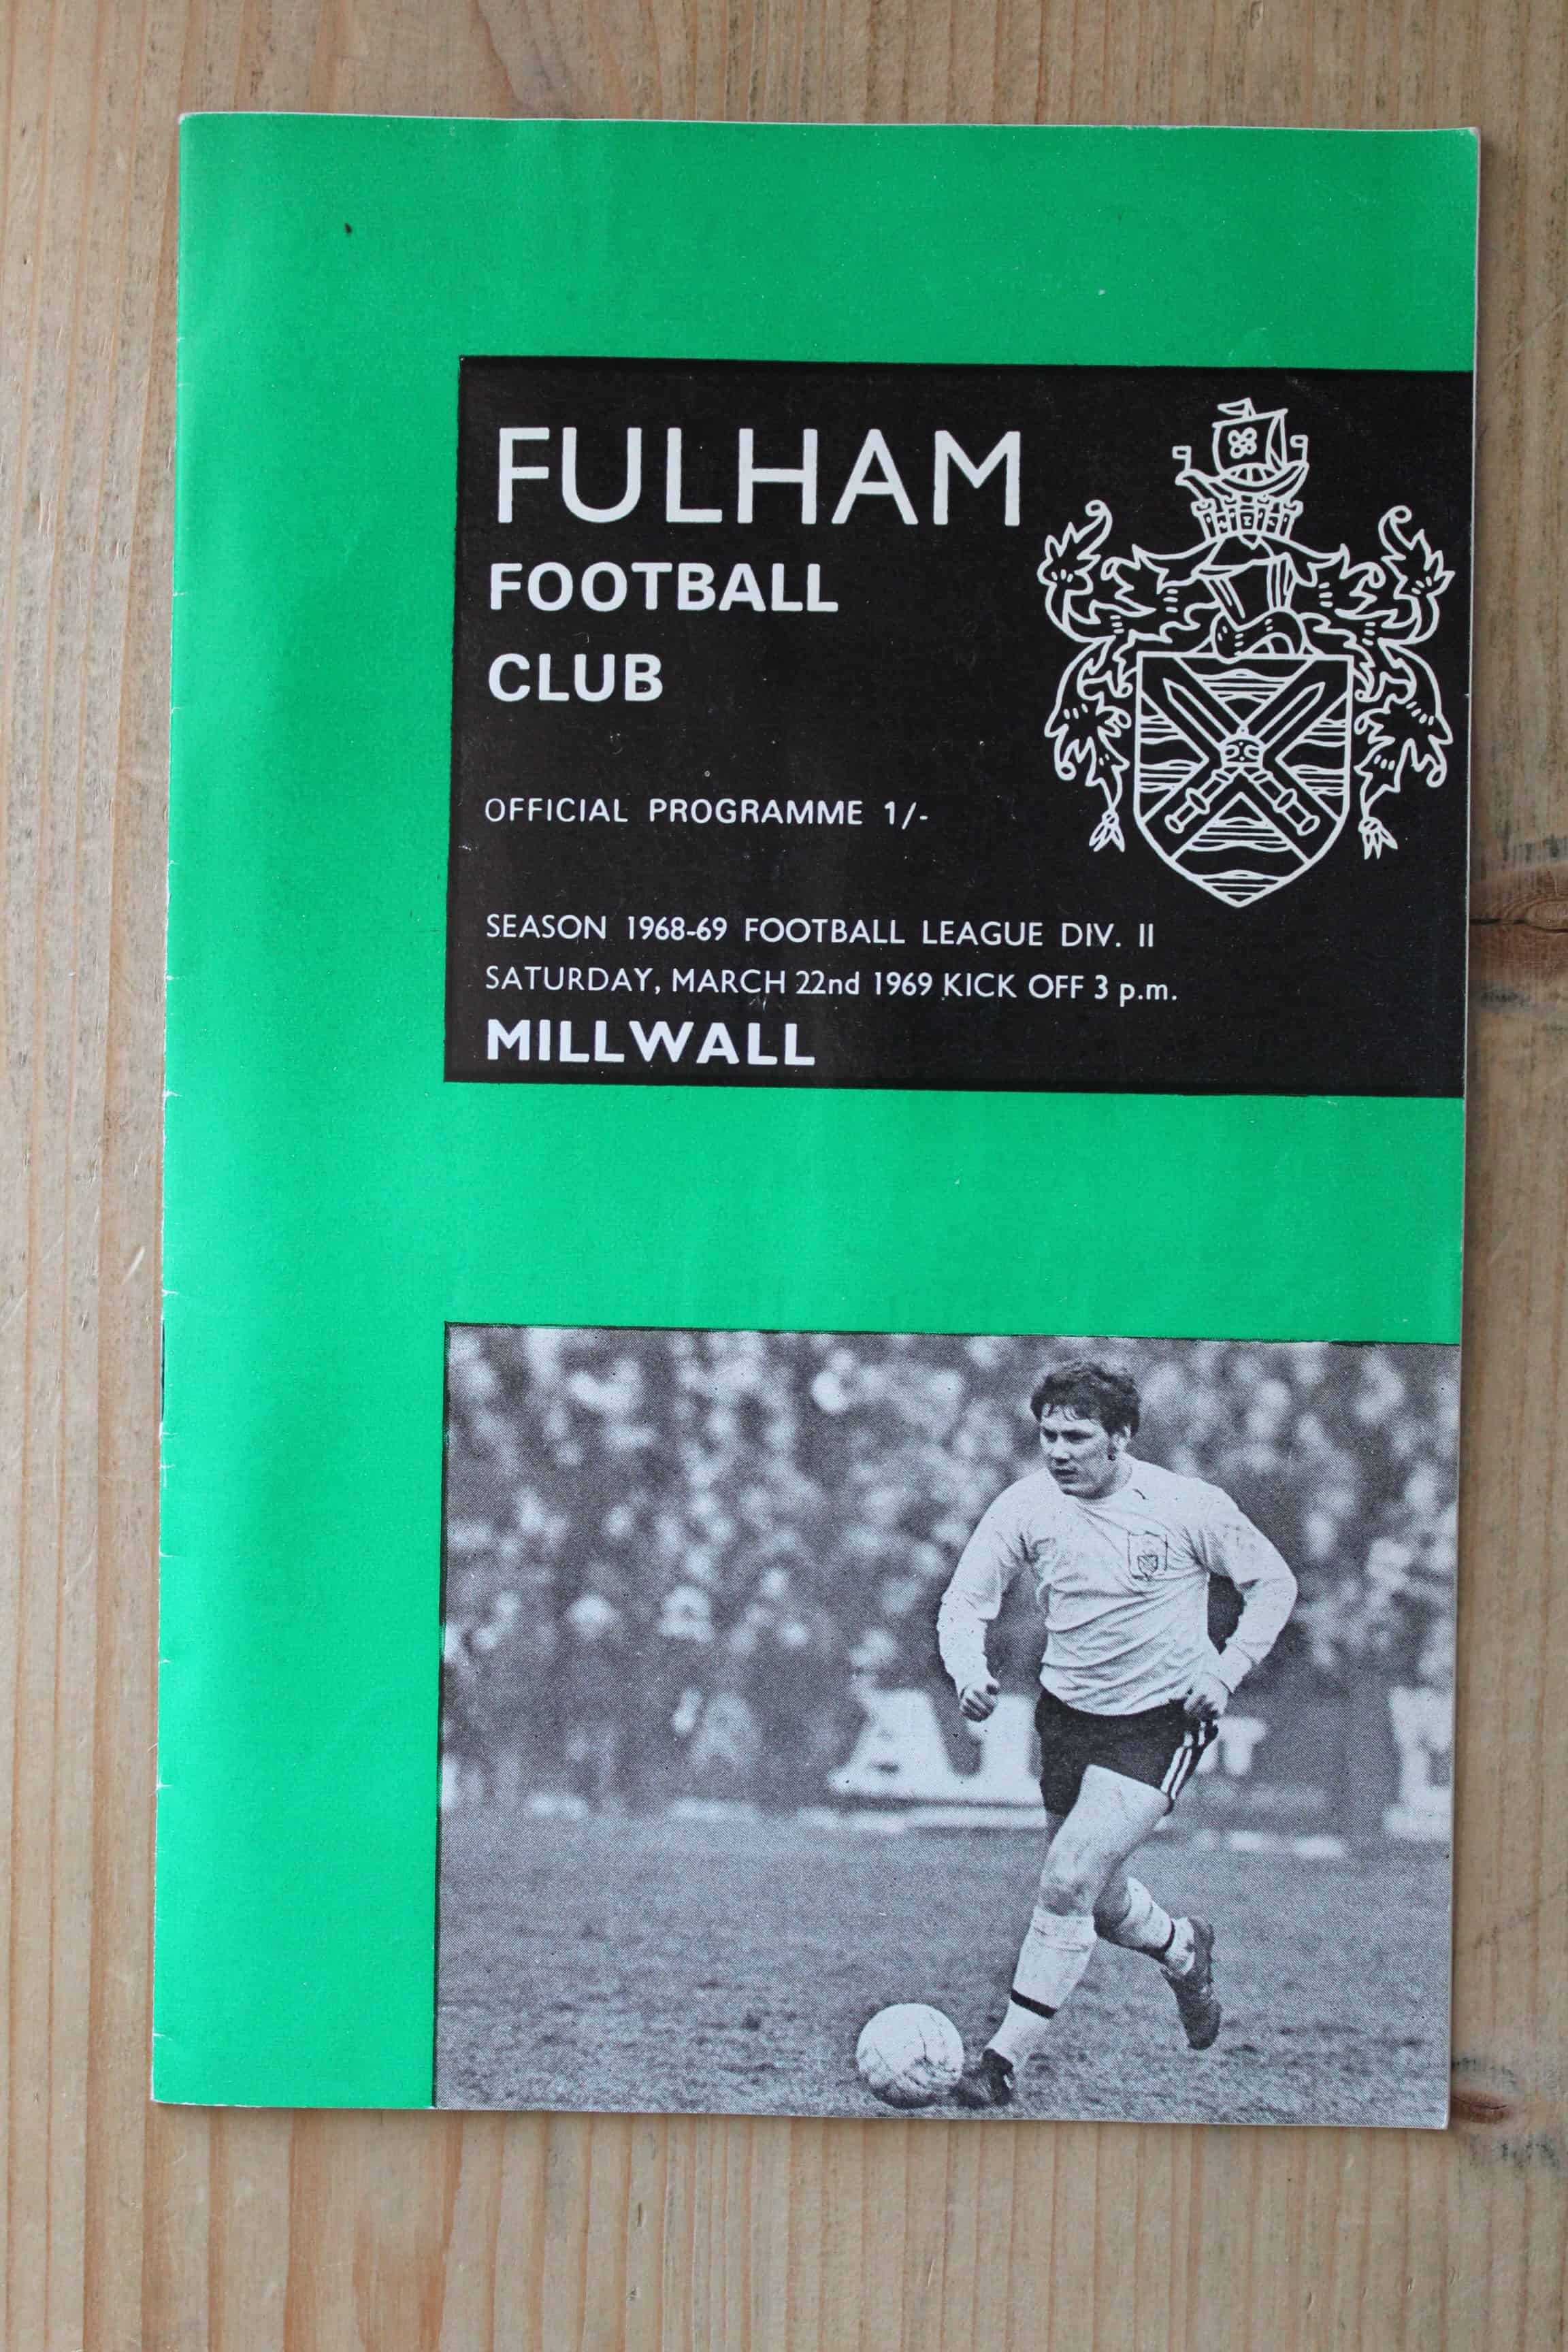 FULHAM
FOOTBALL
CLUB
OFFICIAL PROGRAMME 1/-
SEASON 1968-69 FOOTBALL LEAGUE DIV. II
SATURDAY, MARCH 22nd 1969 KICK OFF 3 p.m.
MILLWALL